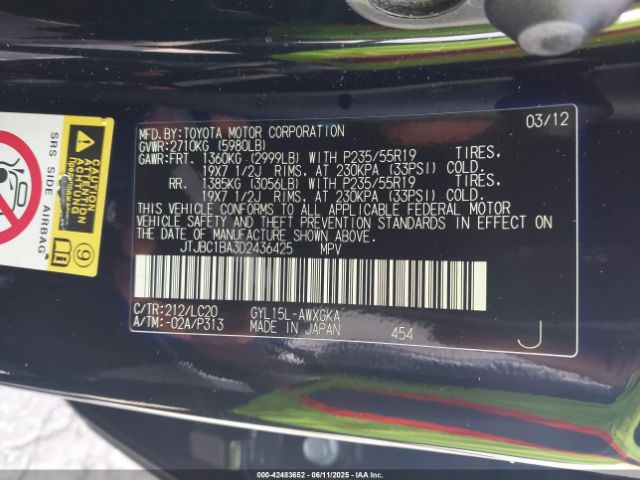 SRS SIDE AIRBAG
MFD.BY:TOYOTA MOTOR CORPORATION 03/12
GVWR:2710KG (5980LB)
GAWR:FRT. 1360KG (2999LB) WITH P235/55R19 TIRES,
19X7 1/2J RIMS, AT 230KPA (33PSI) COLD.
RR. 1385KG (3056LB) WITH P235/55R19 TIRES,
19X7 1/2J RIMS, AT 230KPA (33PSI) COLD.
THIS VEHICLE CONFORMS TO ALL APPLICABLE FEDERAL MOTOR
VEHICLE SAFETY AND THEFT PREVENTION STANDARDS IN EFFECT ON
THE DATE OF MANUFACTURE SHOWN ABOVE.
JTJBC1BA3D2436425 MPV
C/TR:212/LC20 GYL15L-AWXGKA
A/TM:-02A/P313 MADE IN JAPAN 454 J
00-42483652 - 06/11/2025 - IAA Inc.